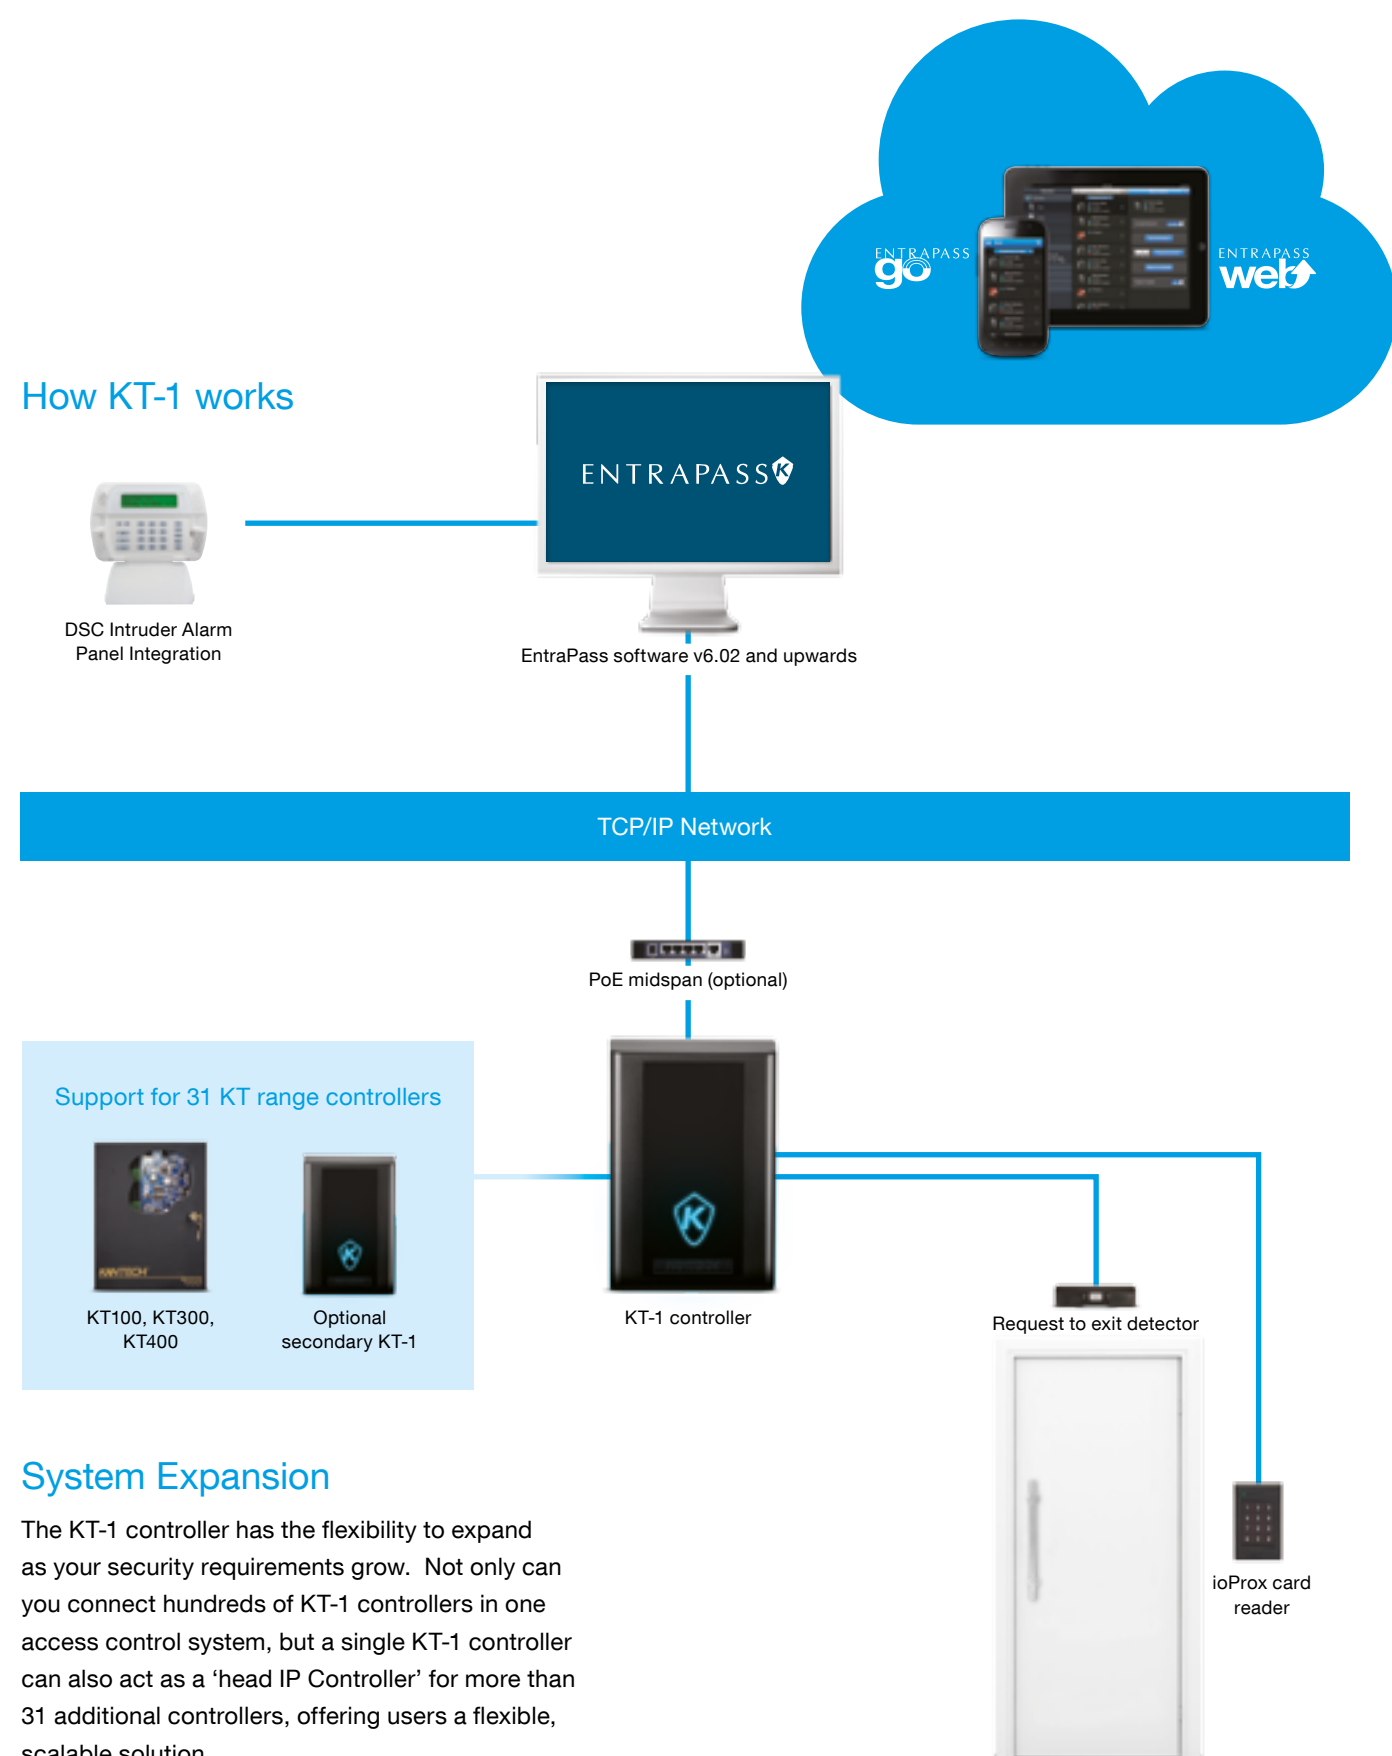 ENTRAPASS
go
ENTRAPASS
web
How KT-1 works
ENTRAPASS K
DSC Intruder Alarm
Panel Integration
EntraPass software v6.02 and upwards
TCP/IP Network
PoE midspan (optional)
Support for 31 KT range controllers
K
K
KANTECH
KT100, KT300,
KT400
Optional
secondary KT-1
KT-1 controller
Request to exit detector
ioProx card
reader
System Expansion
The KT-1 controller has the flexibility to expand
as your security requirements grow. Not only can
you connect hundreds of KT-1 controllers in one
access control system, but a single KT-1 controller
can also act as a ‘head IP Controller’ for more than
31 additional controllers, offering users a flexible,
scalable solution